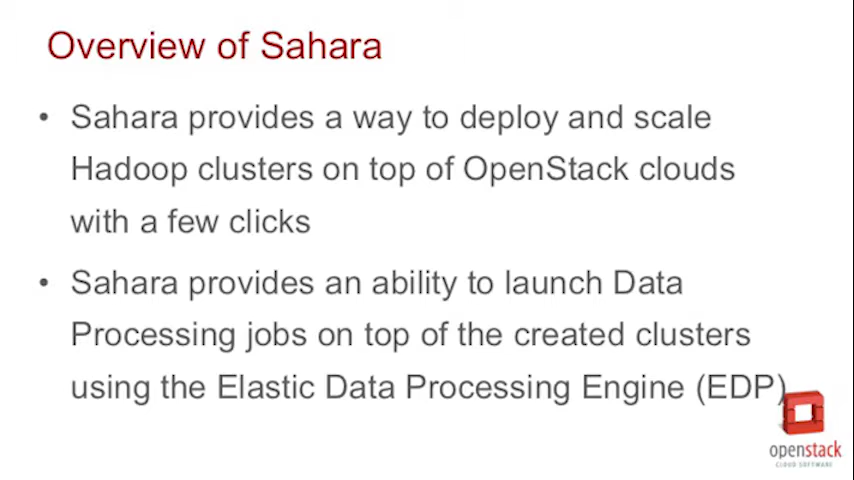 Overview of Sahara
• Sahara provides a way to deploy and scale
Hadoop clusters on top of OpenStack clouds
with a few clicks
• Sahara provides an ability to launch Data
Processing jobs on top of the created clusters
using the Elastic Data Processing Engine (EDP)
openstack
CLOUD SOFTWARE